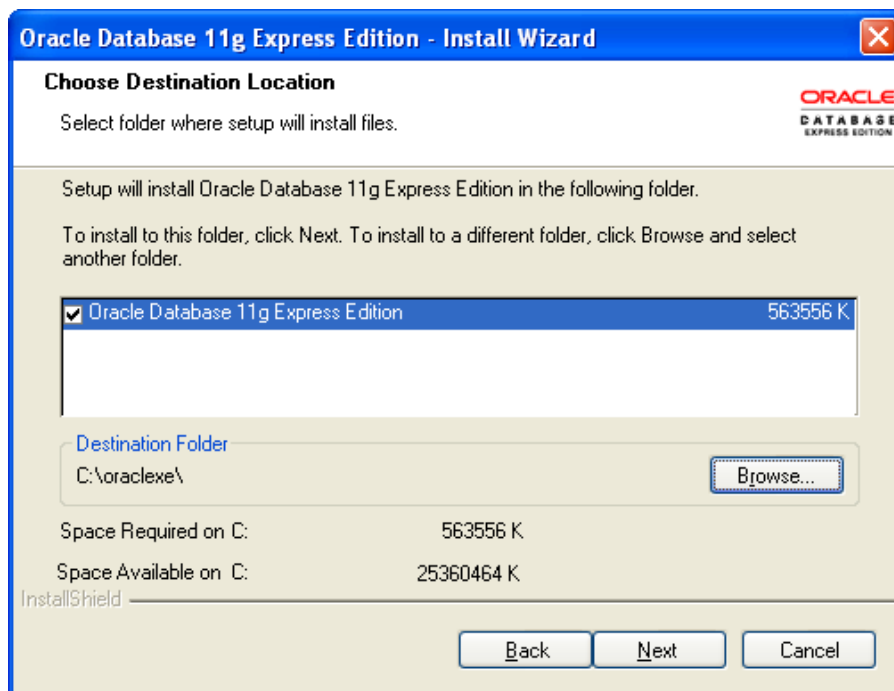 Oracle Database 11g Express Edition - Install Wizard
Choose Destination Location
Select folder where setup will install files.
ORACLE
DATABASE
EXPRESS EDITION
Setup will install Oracle Database 11g Express Edition in the following folder.
To install to this folder, click Next. To install to a different folder, click Browse and select
another folder.
Oracle Database 11g Express Edition 563556 K
Destination Folder
C:\oraclexe\
Browse...
Space Required on C: 563556 K
Space Available on C: 25360464 K
InstallShield
Back Next Cancel